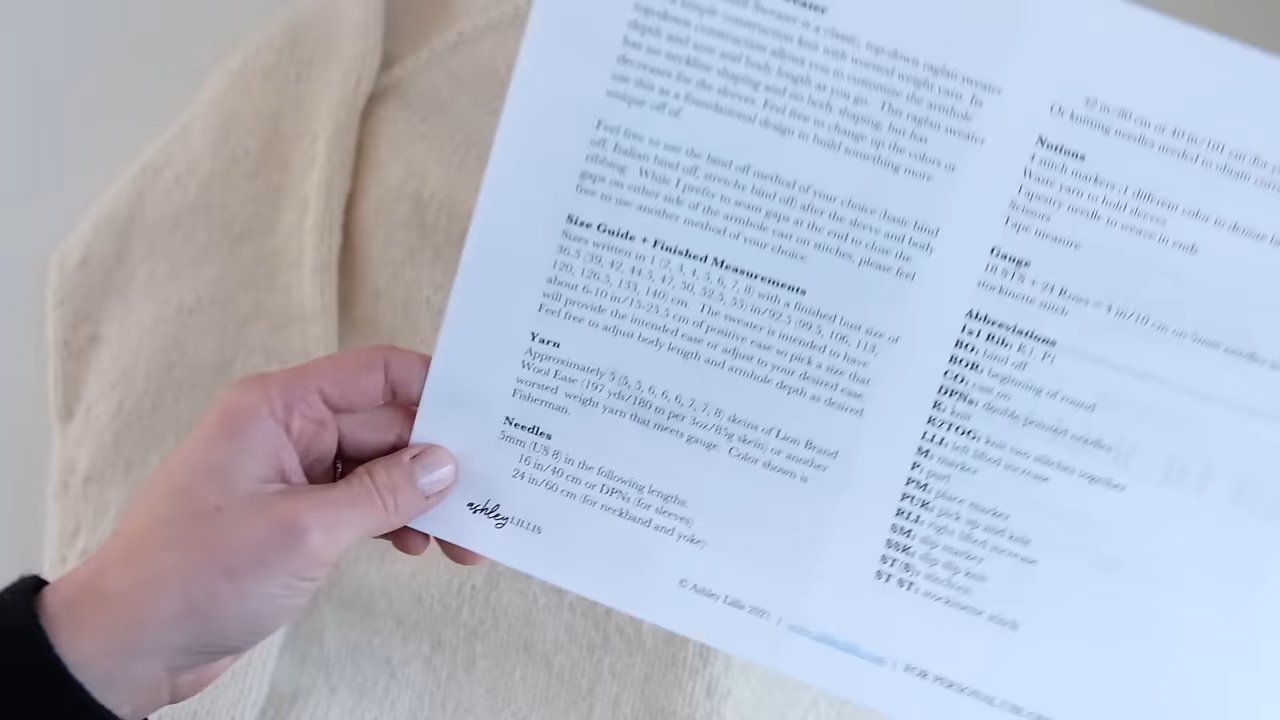 Sweater is a classic, top-down raglan sweater
simple construction knit with worsted weight yarn. Its
top-down construction allows you to customize the armhole
depth and arm and body length as you go. This raglan sweater
has no neckline shaping and no body shaping, but has
decreases for the sleeves. Feel free to change up the colors or
use this as a foundational design to build something more
unique off of.
Feel free to use the bind off method of your choice (basic bind
off, Italian bind off, stretchy bind off) after the sleeve and body
ribbing. While I prefer to seam gaps at the end to close the
gaps on either side of the armhole cast on stitches, please feel
free to use another method of your choice.
Size Guide + Finished Measurements
Sizes written in 1 (2, 3, 4, 5, 6, 7, 8) with a finished bust size of
36.5 (39, 42, 44.5, 47, 50, 52.5, 55) in/92.5 (99.5, 106, 113,
120, 126.5, 133, 140) cm. The sweater is intended to have
about 6-10 in/15-25.5 cm of positive ease so pick a size that
will provide the intended ease or adjust to your desired ease.
Feel free to adjust body length and armhole depth as desired
Yarn
Approximately 5 (5, 5, 6, 6, 7, 7, 8) skeins of Lion Brand
Wool Ease (197 yds/180 m per 3oz/85g skein) or another
worsted weight yarn that meets gauge. Color shown is
Fisherman.
Needles
5mm (US 8) in the following lengths:
16 in/40 cm or DPNs (for sleeves)
24 in/60 cm (for neckband and yoke)
ashley LILLIS
32 in/80 cm or 40 in/101 cm (for
Or knitting needles needed to obtain
Notions
4 stitch markers (1 different color to denote
Waste yarn to hold sleeves
Tapestry needle to weave in ends
Scissors
Tape measure
Gauge
18 STS + 24 Rows = 4 in/10 cm on 5mm needles
stockinette stitch
Abbreviations
1x1 Rib: K1, P1
BO: bind off
BOR: beginning of round
CO: cast on
DPNs: double pointed needles
K: knit
K2TOG: knit two stitches together
LLI: left lifted increase
M: marker
P: purl
PM: place marker
PUK: pick up and knit
RLI: right lifted increase
SM: slip marker
SSK: slip slip knit
ST(S): stitch(es)
ST ST: stockinette stitch
© Ashley Lillis 2021 | | FOR PERSONAL USE